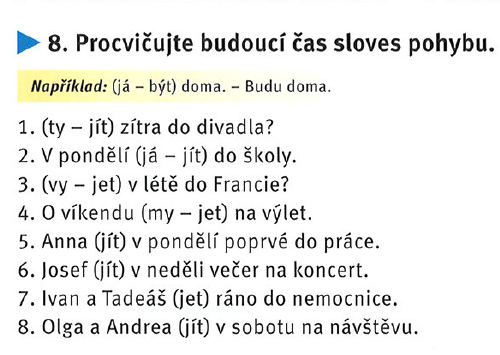 8. Procvičujte budoucí čas sloves pohybu.
Například: (já – být) doma. – Budu doma.
1. (ty – jít) zítra do divadla?
2. V pondělí (já – jít) do školy.
3. (vy – jet) v létě do Francie?
4. O víkendu (my – jet) na výlet.
5. Anna (jít) v pondělí poprvé do práce.
6. Josef (jít) v neděli večer na koncert.
7. Ivan a Tadeáš (jet) ráno do nemocnice.
8. Olga a Andrea (jít) v sobotu na návštěvu.